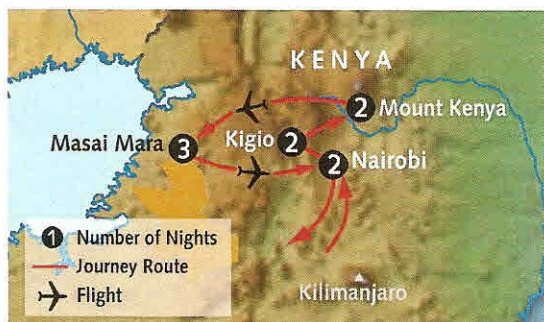 KENYA
2 Mount Kenya
Masai Mara 3
Kigio 2
2 Nairobi
1 Number of Nights
Journey Route
Flight
Kilimanjaro